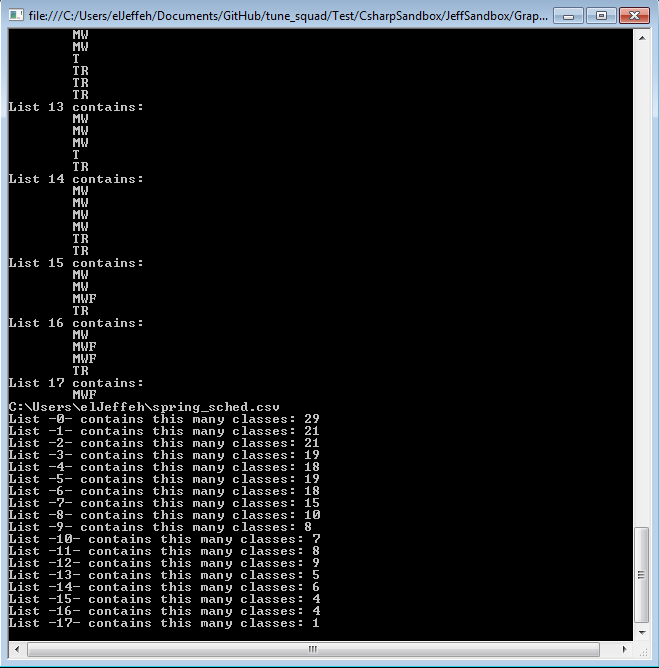 file:///C:/Users/elJeffeh/Documents/GitHub/tune_squad/Test/CsharpSandbox/JeffSandbox/Grap...
MW
MW
T
TR
TR
TR
List 13 contains:
MW
MW
MW
T
TR
List 14 contains:
MW
MW
MW
MW
TR
TR
List 15 contains:
MW
MW
MWF
TR
List 16 contains:
MW
MWF
MWF
TR
List 17 contains:
MWF
C:\Users\elJeffeh\spring_sched.csv
List -0- contains this many classes: 29
List -1- contains this many classes: 21
List -2- contains this many classes: 21
List -3- contains this many classes: 19
List -4- contains this many classes: 18
List -5- contains this many classes: 19
List -6- contains this many classes: 18
List -7- contains this many classes: 15
List -8- contains this many classes: 10
List -9- contains this many classes: 8
List -10- contains this many classes: 7
List -11- contains this many classes: 8
List -12- contains this many classes: 9
List -13- contains this many classes: 5
List -14- contains this many classes: 6
List -15- contains this many classes: 4
List -16- contains this many classes: 4
List -17- contains this many classes: 1